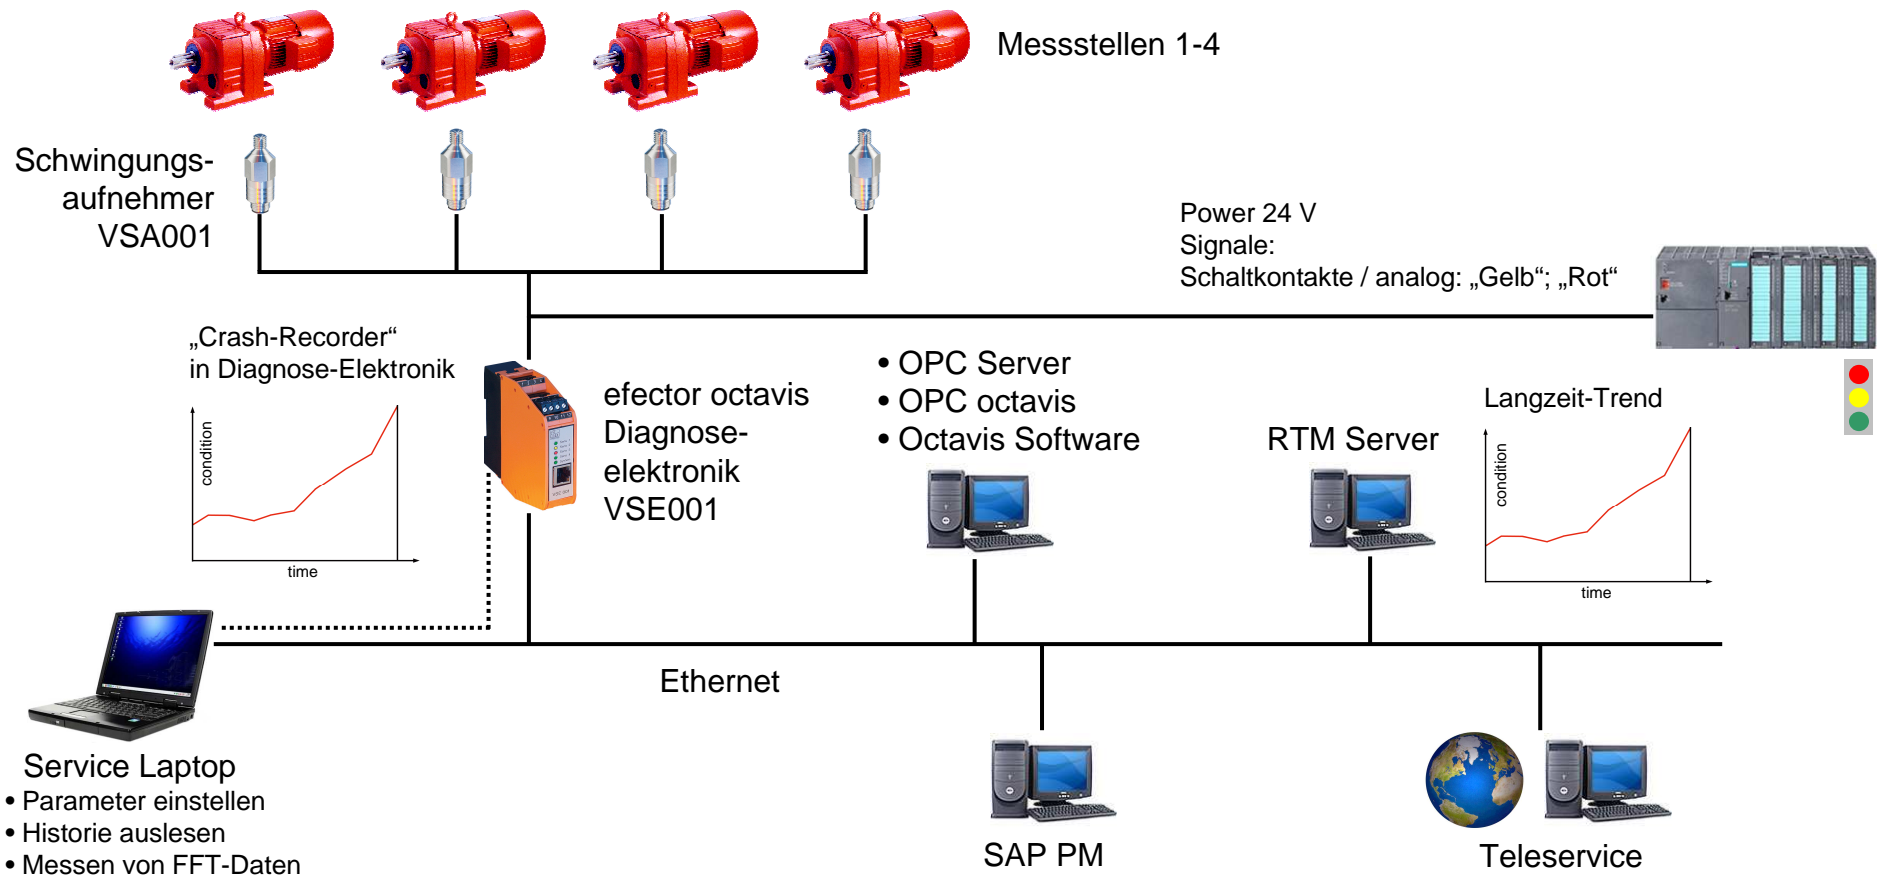 Messstellen 1-4
Schwingungs-
aufnehmer
VSA001
Power 24 V
Signale:
Schaltkontakte / analog: „Gelb“; „Rot“
„Crash-Recorder“
in Diagnose-Elektronik
condition
time
efector octavis
Diagnose-
elektronik
VSE001
• OPC Server
• OPC octavis
• Octavis Software
RTM Server
Langzeit-Trend
condition
time
Ethernet
Service Laptop
• Parameter einstellen
• Historie auslesen
• Messen von FFT-Daten
SAP PM
Teleservice